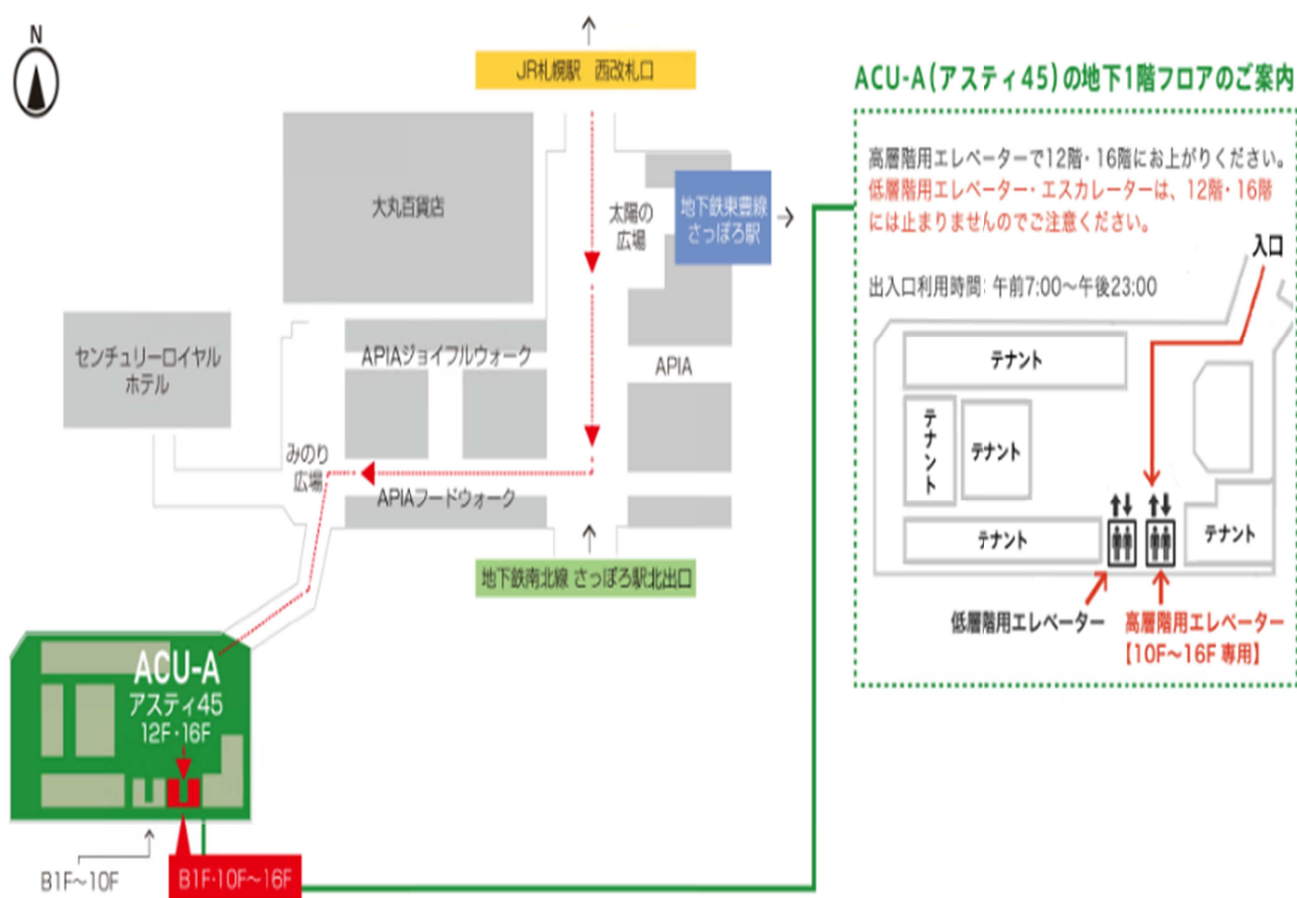 N
JR札幌駅 西改札口
大丸百貨店
太陽の
広場
地下鉄東豊線
さっぽろ駅
センチュリーロイヤル
ホテル
APIAジョイフルウォーク
APIA
みのり
広場
APIAフードウォーク
地下鉄南北線 さっぽろ駅北出口
ACU-A
アスティ45
12F・16F
B1F～10F
B1F・10F～16F
ACU-A(アスティ45)の地下1階フロアのご案内
高層階用エレベーターで12階・16階にお上がりください。
低層階用エレベーター・エスカレーターは、12階・16階
には止まりませんのでご注意ください。
出入口利用時間: 午前7:00～午後23:00
入口
テナント
テナント
テナント
テナント
テナント
低層階用エレベーター
高層階用エレベーター
【10F～16F 専用】